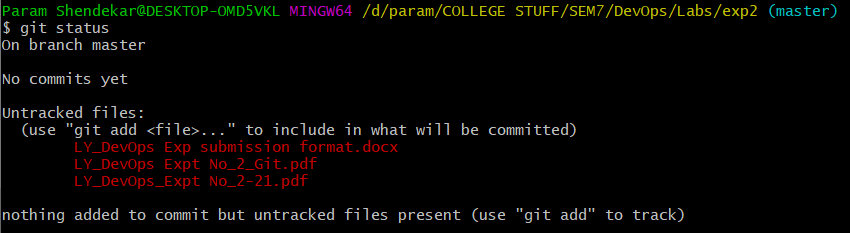 Param Shendekar@DESKTOP-OMD5VKL MINGW64 /d/param/COLLEGE STUFF/SEM7/DevOps/Labs/exp2 (master)
$ git status
On branch master
No commits yet
Untracked files:
(use "git add <file>..." to include in what will be committed)
LY_DevOps Exp submission format.docx
LY_DevOps Expt No_2_Git.pdf
LY_DevOps_Expt No_2-21.pdf
nothing added to commit but untracked files present (use "git add" to track)